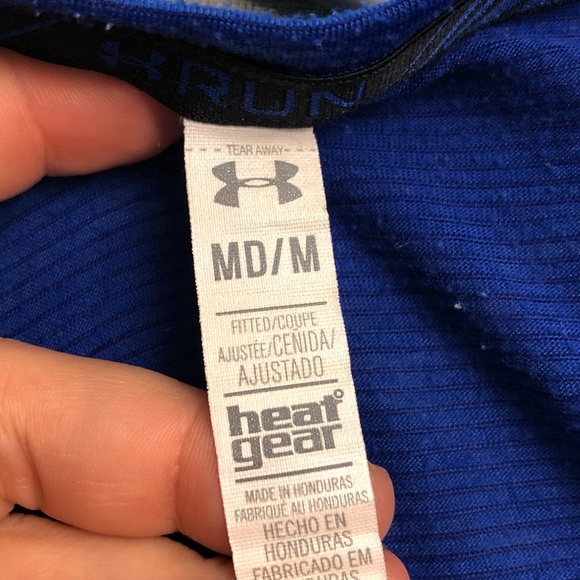 RUN
TEAR AWAY
MD/M
FITTED/COUPE
AJUSTÉE/CENIDA/
AJUSTADO
heat
gear
MADE IN HONDURAS
FABRIQUÉ AU HONDURAS
HECHO EN
HONDURAS
FABRICADO EM
HONDURAS